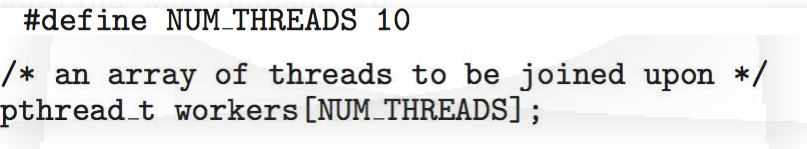 #define NUM_THREADS 10
/* an array of threads to be joined upon */
pthread_t workers[NUM_THREADS];